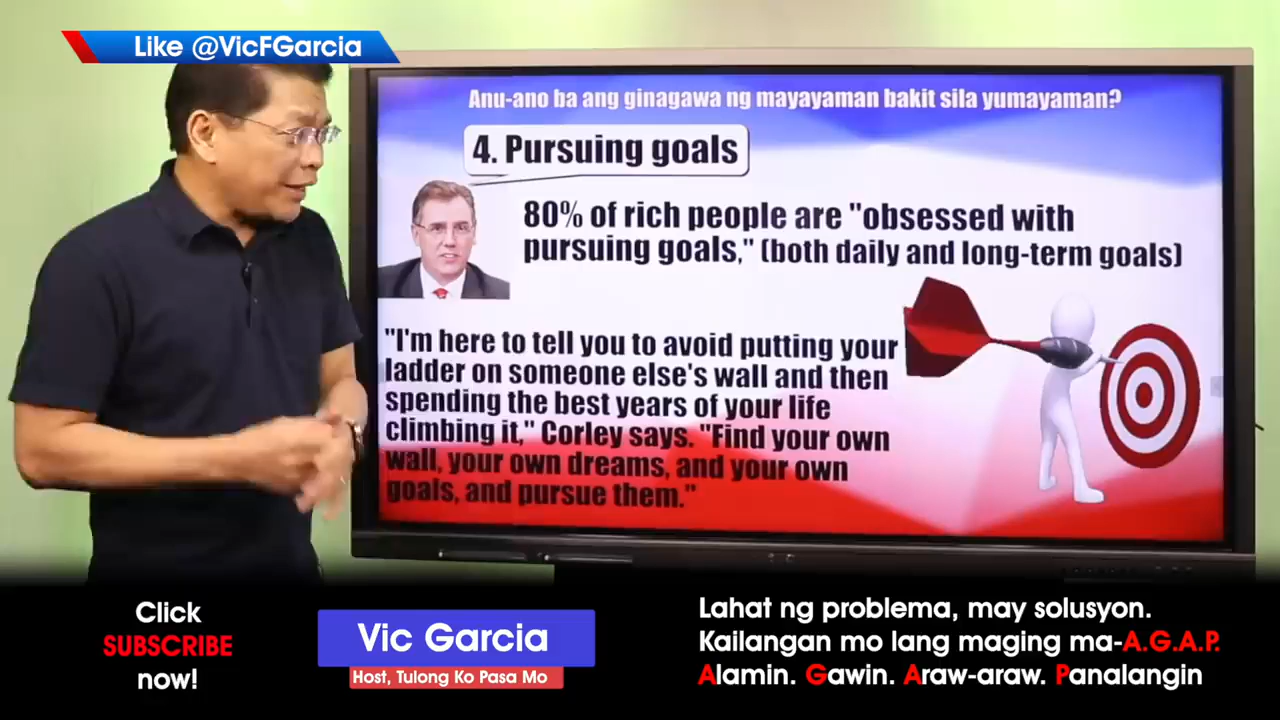 Like @VicFGarcia
Anu-ano ba ang ginagawa ng mayayaman bakit sila yumayaman?
4. Pursuing goals
80% of rich people are "obsessed with
pursuing goals," (both daily and long-term goals)
"I'm here to tell you to avoid putting your
ladder on someone else's wall and then
spending the best years of your life
climbing it," Corley says. "Find your own
wall, your own dreams, and your own
goals, and pursue them."
Click
SUBSCRIBE
now!
Vic Garcia
Host, Tulong Ko Pasa Mo
Lahat ng problema, may solusyon.
Kailangan mo lang maging ma-A.G.A.P.
Alamin. Gawin. Araw-araw. Panalangin